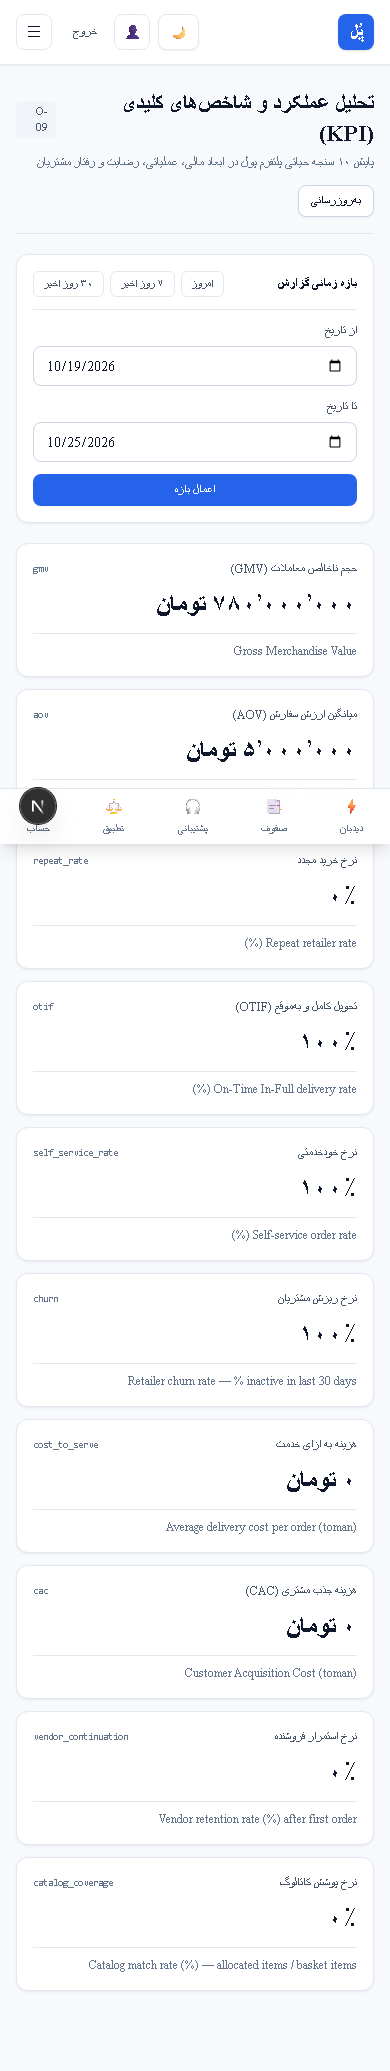 پُل
خروج
تحلیل عملکرد و شاخص‌های کلیدی
(KPI)
O-
09
پایش ۱۰ سنجه حیاتی پلتفرم پول در ابعاد مالی، عملیاتی، رضایت و رفتار مشتریان
به‌روزرسانی
بازه زمانی گزارش
امروز
۷ روز اخیر
۳۰ روز اخیر
از تاریخ
10/19/2026
تا تاریخ
10/25/2026
اعمال بازه
حجم ناخالص معاملات (GMV)
gmv
۷۸۰٬۰۰۰٬۰۰۰ تومان
Gross Merchandise Value
میانگین ارزش سفارش (AOV)
aov
۵٬۰۰۰٬۰۰۰ تومان
دیدبان
صفوف
پشتیبانی
تطبیق
حساب
N
نرخ خرید مجدد
repeat_rate
۰٪
Repeat retailer rate (%)
تحویل کامل و به‌موقع (OTIF)
otif
۱۰۰٪
On-Time In-Full delivery rate (%)
نرخ خودخدمتی
self_service_rate
۱۰۰٪
Self-service order rate (%)
نرخ ریزش مشتریان
churn
۱۰۰٪
Retailer churn rate — % inactive in last 30 days
هزینه به ازای خدمت
cost_to_serve
۰ تومان
Average delivery cost per order (toman)
هزینه جذب مشتری (CAC)
cac
۰ تومان
Customer Acquisition Cost (toman)
نرخ استمرار فروشنده
vendor_continuation
۰٪
Vendor retention rate (%) after first order
نرخ پوشش کاتالوگ
catalog_coverage
۰٪
Catalog match rate (%) — allocated items / basket items